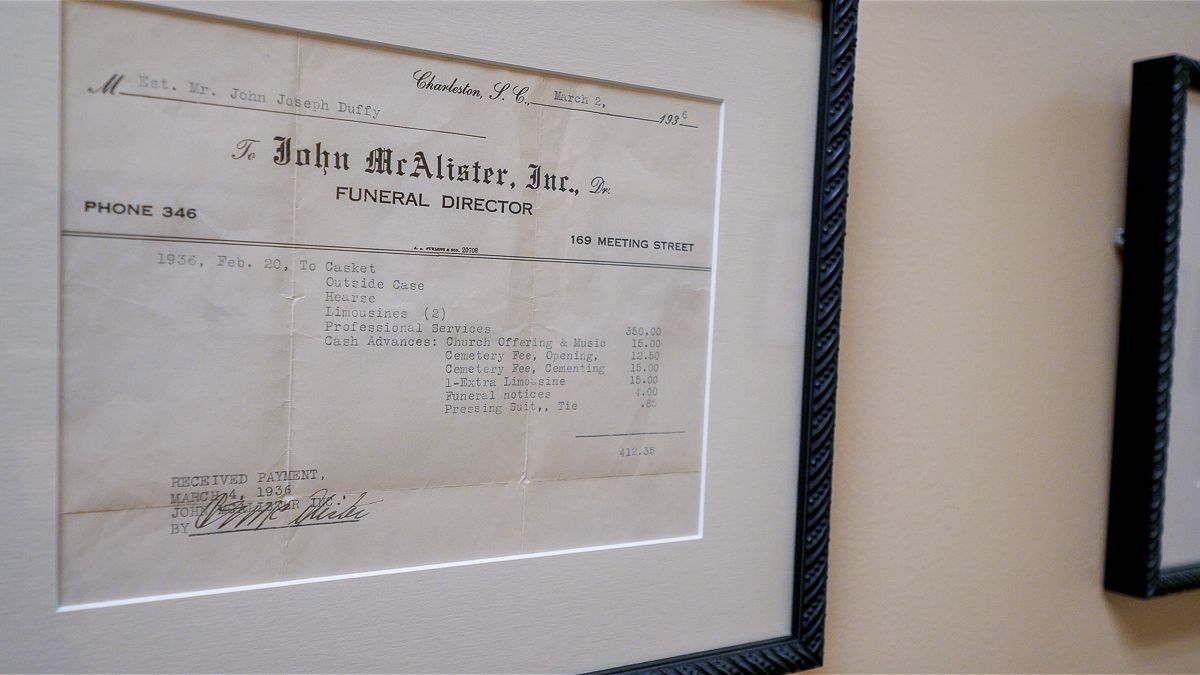 Charleston, S. C., March 2, 1936
M Est. Mr. John Joseph Duffy
To John McAlister, Inc., Dr.
FUNERAL DIRECTOR
PHONE 346
169 MEETING STREET
1936, Feb. 20, To Casket
Outside Case
Hearse
Limousines (2)
Professional Services 350.00
Cash Advances: Church Offering & Music 15.00
Cemetery Fee, Opening, 12.50
Cemetery Fee, Cementing 15.00
1-Extra Limousine 15.00
Funeral notices 4.00
Pressing Suit,, Tie .85
412.35
RECEIVED PAYMENT,
MARCH 4, 1936
JOHN MCALISTER INC.
BY